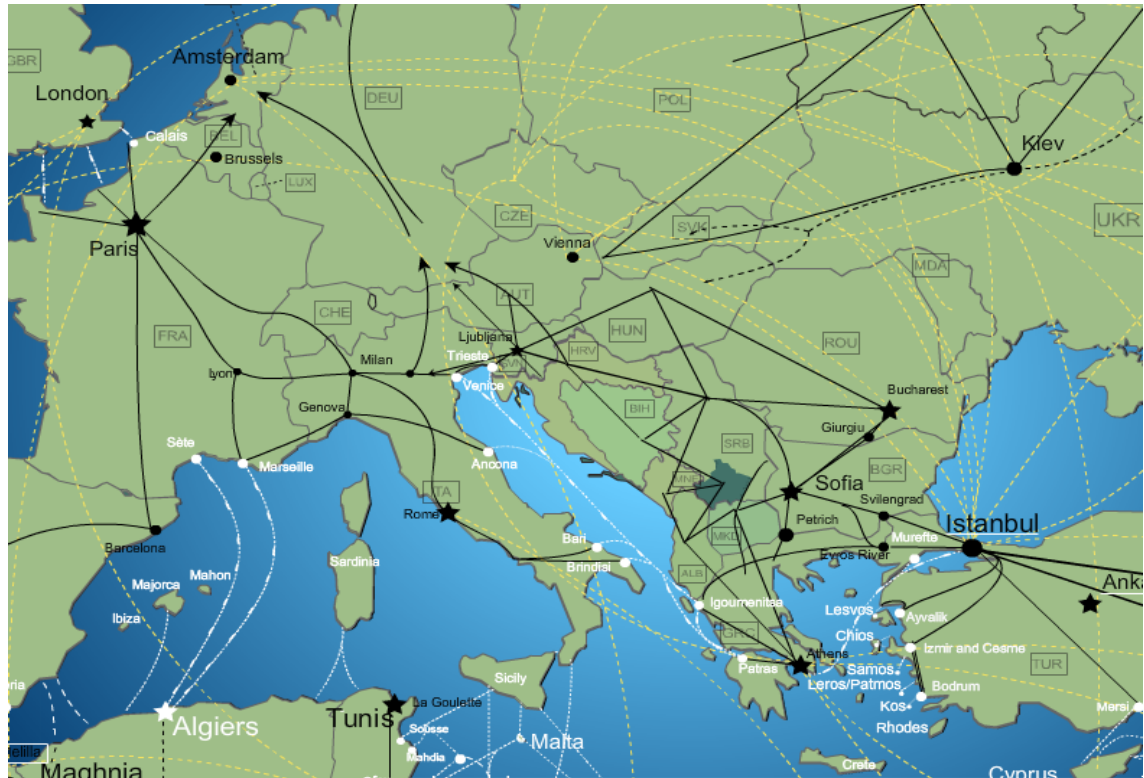 Amsterdam
GBR
London
DEU
POL
Calais
BEL
Brussels
Kiev
LUX
UKR
Paris
CZE
SVK
Vienna
MDA
AUT
CHE
FRA
HUN
ROU
Ljubljana
HRV
Trieste
SVN
Milan
Lyon
Venice
Bucharest
Genova
BIH
Giurgiu
SRB
Sète
Marseille
Ancona
BGR
MNE
Sofia
ITA
Svilengrad
Rome
Istanbul
Petrich
Barcelona
MKD
Bari
Murefte
Evros River
Sardinia
Brindisi
ALB
Mahon
Majorca
Anka
Igoumenitsa
Lesvos
Ibiza
Ayvalik
GRC
Chios
Izmir and Cesme
Athens
TUR
Patras
Samos
Sicily
Leros/Patmos
Bodrum
eria
La Goulette
Kos
Mersi
Tunis
Algiers
Rhodes
Sousse
Malta
elilla
Mahdia
Crete
Maghnia
Cyprus